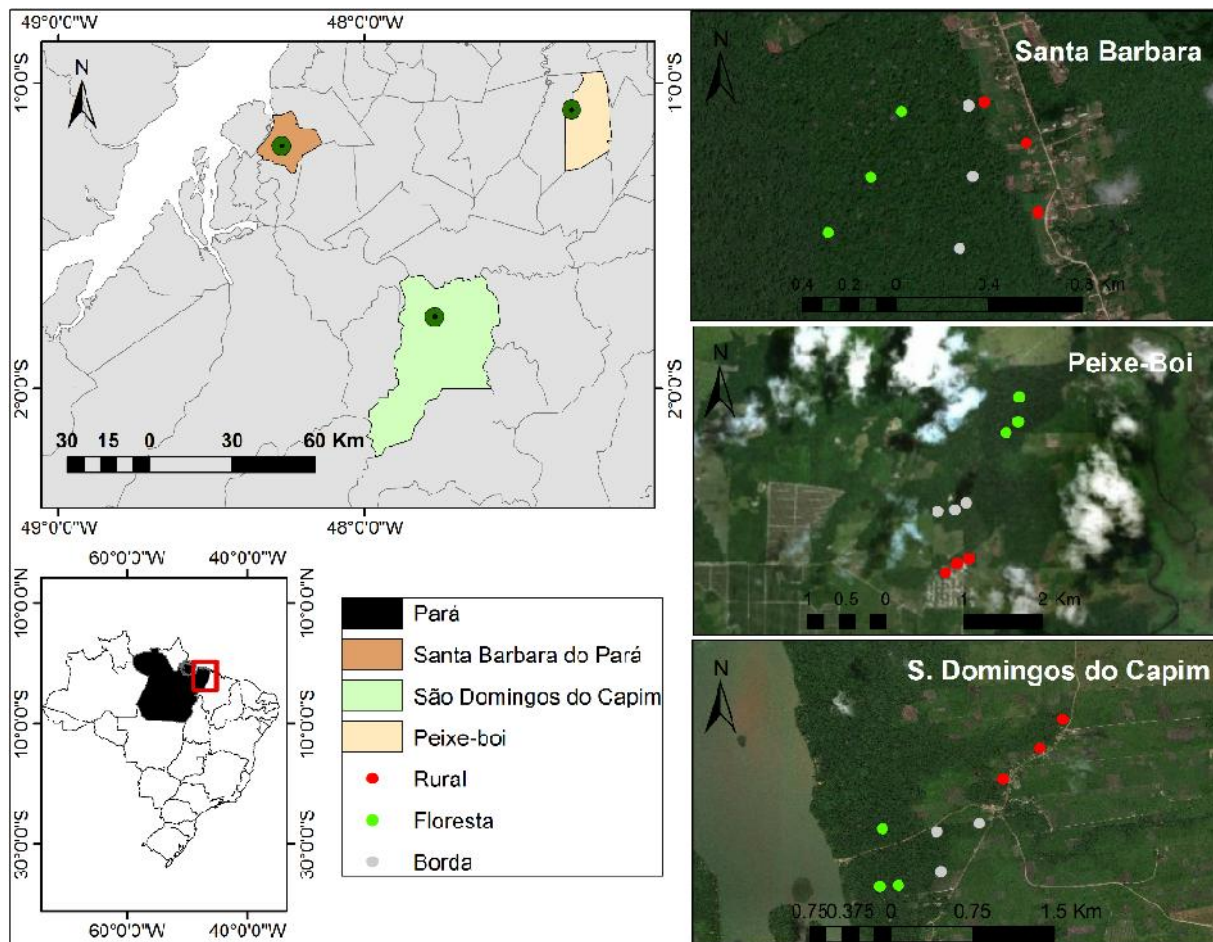 49°0'0"W
48°0'0"W
N
1°0'0"S
1°0'0"S
2°0'0"S
2°0'0"S
30 15 0 30 60 Km
49°0'0"W
48°0'0"W
60°0'0"W
40°0'0"W
10°0'0"N
10°0'0"N
10°0'0"S
10°0'0"S
30°0'0"S
30°0'0"S
60°0'0"W
40°0'0"W
Pará
Santa Barbara do Pará
São Domingos do Capim
Peixe-boi
Rural
Floresta
Borda
Santa Barbara
N
0.4 0.2 0 0.4 0.8 Km
Peixe-Boi
N
1 0.5 0 1 2 Km
S. Domingos do Capim
N
0.75 0.375 0 0.75 1.5 Km